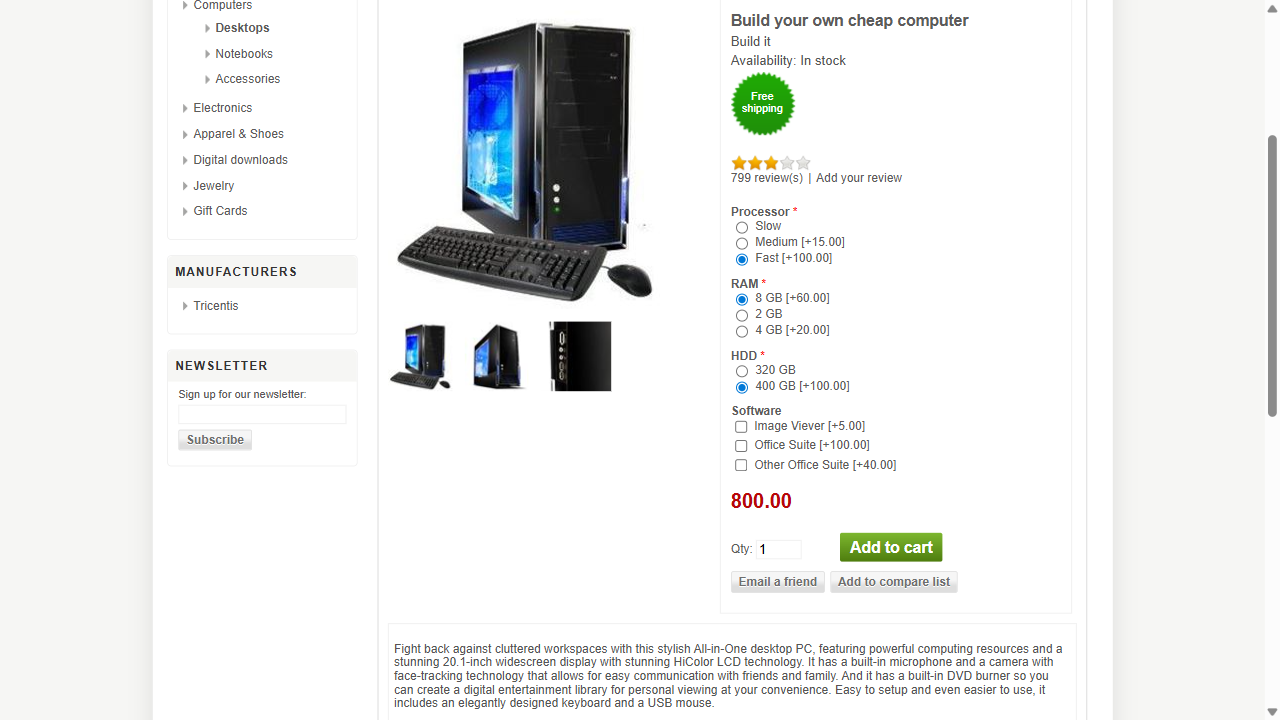 Computers
Desktops
Notebooks
Accessories
Electronics
Apparel & Shoes
Digital downloads
Jewelry
Gift Cards
MANUFACTURERS
Tricentis
NEWSLETTER
Sign up for our newsletter:
Subscribe
Build your own cheap computer
Build it
Availability: In stock
Free
shipping
799 review(s) | Add your review
Processor *
Slow
Medium [+15.00]
Fast [+100.00]
RAM *
8 GB [+60.00]
2 GB
4 GB [+20.00]
HDD *
320 GB
400 GB [+100.00]
Software
Image Viever [+5.00]
Office Suite [+100.00]
Other Office Suite [+40.00]
800.00
Qty: 1
Add to cart
Email a friend
Add to compare list
Fight back against cluttered workspaces with this stylish All-in-One desktop PC, featuring powerful computing resources and a
stunning 20.1-inch widescreen display with stunning HiColor LCD technology. It has a built-in microphone and a camera with
face-tracking technology that allows for easy communication with friends and family. And it has a built-in DVD burner so you
can create a digital entertainment library for personal viewing at your convenience. Easy to setup and even easier to use, it
includes an elegantly designed keyboard and a USB mouse.